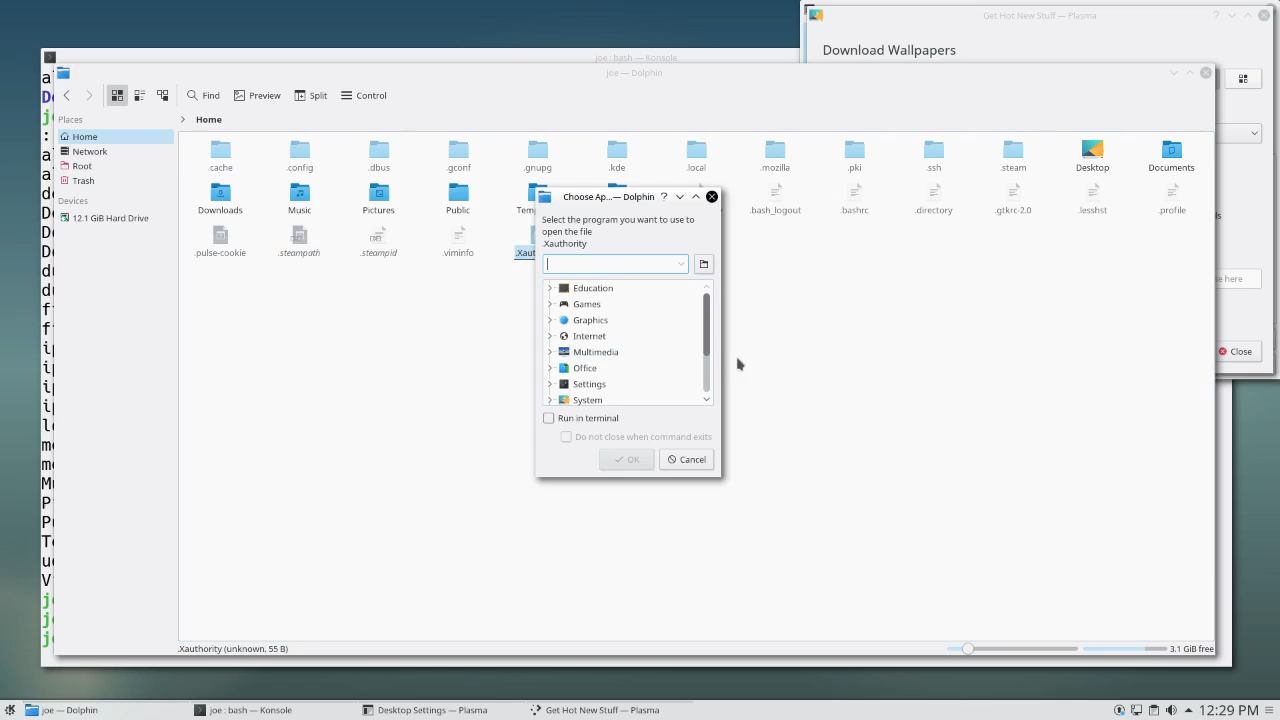 Get Hot New Stuff — Plasma
Download Wallpapers
joe : bash — Konsole
joe — Dolphin
Find
Preview
Split
Control
Places
Home
Home
Network
Root
Trash
Devices
12.1 GiB Hard Drive
.cache
.config
.dbus
.gconf
.gnupg
.kde
.local
.mozilla
.pki
.ssh
.steam
Desktop
Documents
Downloads
Music
Pictures
Public
.bash_logout
.bashrc
.directory
.gtkrc-2.0
.lesshst
.profile
.pulse-cookie
.steampath
.steampid
.viminfo
Choose Ap...— Dolphin
Select the program you want to use to
open the file
.Xauthority
Education
Games
Graphics
Internet
Multimedia
Office
Settings
System
Run in terminal
Do not close when command exits
OK
Cancel
here
Close
.Xauthority (unknown, 55 B)
3.1 GiB free
joe — Dolphin
joe : bash — Konsole
Desktop Settings — Plasma
Get Hot New Stuff — Plasma
12:29 PM